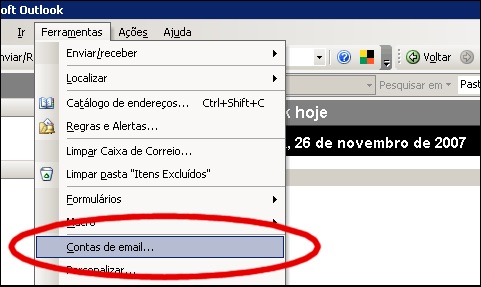 oft Outlook
Ir Ferramentas Ações Ajuda
nviar/R
Enviar/receber
Voltar
Localizar
Pesquisar em
Past
Catálogo de endereços... Ctrl+Shift+C
k hoje
Regras e Alertas...
, 26 de novembro de 2007
Limpar Caixa de Correio...
Limpar pasta "Itens Excluídos"
Formulários
Macro
Contas de email...
Personalizar...